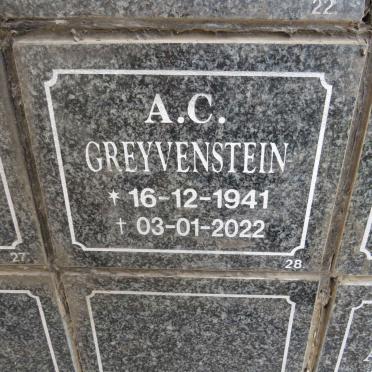 22
A.C.
GREYVENSTEIN
* 16-12-1941
† 03-01-2022
27
28